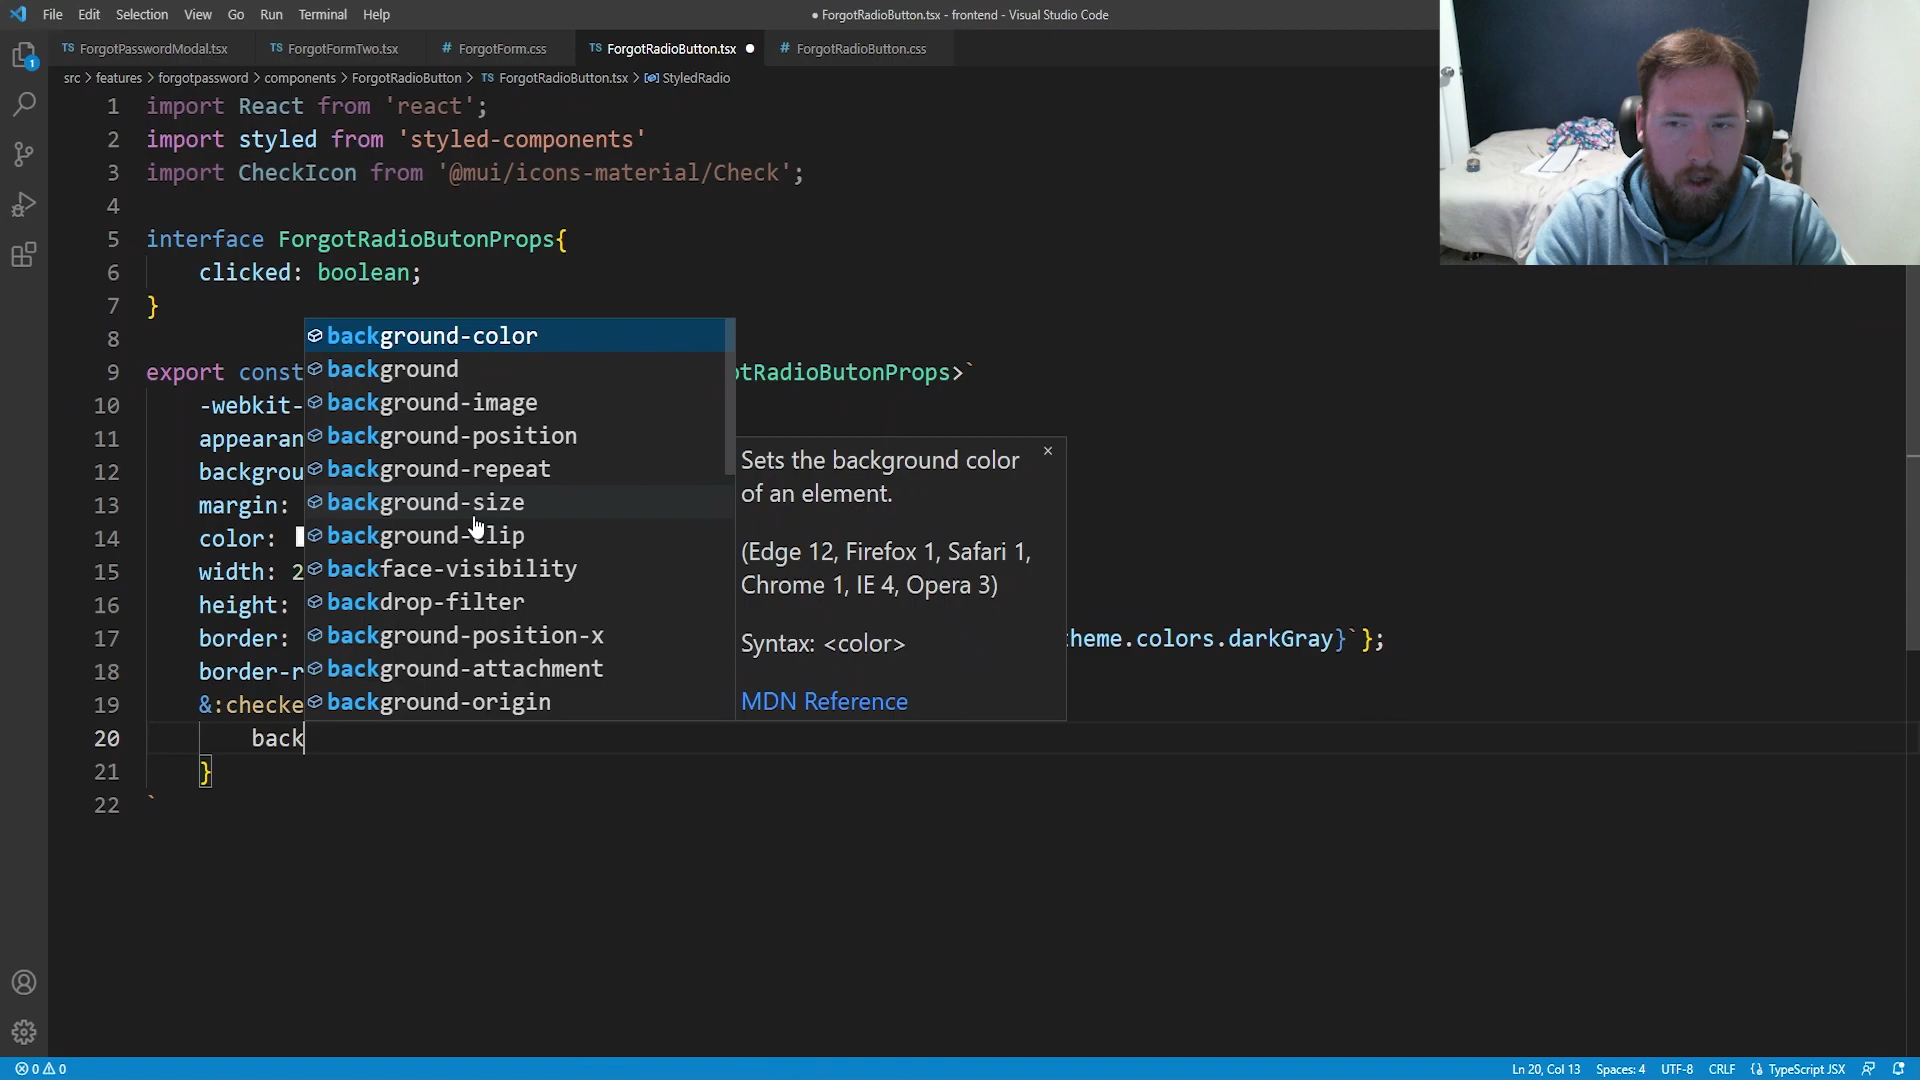 File Edit Selection View Go Run Terminal Help
● ForgotRadioButton.tsx - frontend - Visual Studio Code
TS ForgotPasswordModal.tsx TS ForgotFormTwo.tsx # ForgotForm.css TS ForgotRadioButton.tsx ● # ForgotRadioButton.css
src > features > forgotpassword > components > ForgotRadioButton > TS ForgotRadioButton.tsx > StyledRadio
1 import React from 'react';
2 import styled from 'styled-components'
3 import CheckIcon from '@mui/icons-material/Check';
4
5 interface ForgotRadioButonProps{
6 clicked: boolean;
7 }
8
9 export const otRadioButonProps>`
10 -webkit-
11 appearan
12 backgrou
13 margin:
14 color:
15 width: 2
16 height:
17 border: heme.colors.darkGray}`};
18 border-r
19 &:checke
20 back
21 }
22 `
background-color
background
background-image
background-position
background-repeat
background-size
background-clip
backface-visibility
backdrop-filter
background-position-x
background-attachment
background-origin
Sets the background color
of an element.
(Edge 12, Firefox 1, Safari 1,
Chrome 1, IE 4, Opera 3)
Syntax: <color>
MDN Reference
1
0 0
Ln 20, Col 13 Spaces: 4 UTF-8 CRLF {} TypeScript JSX